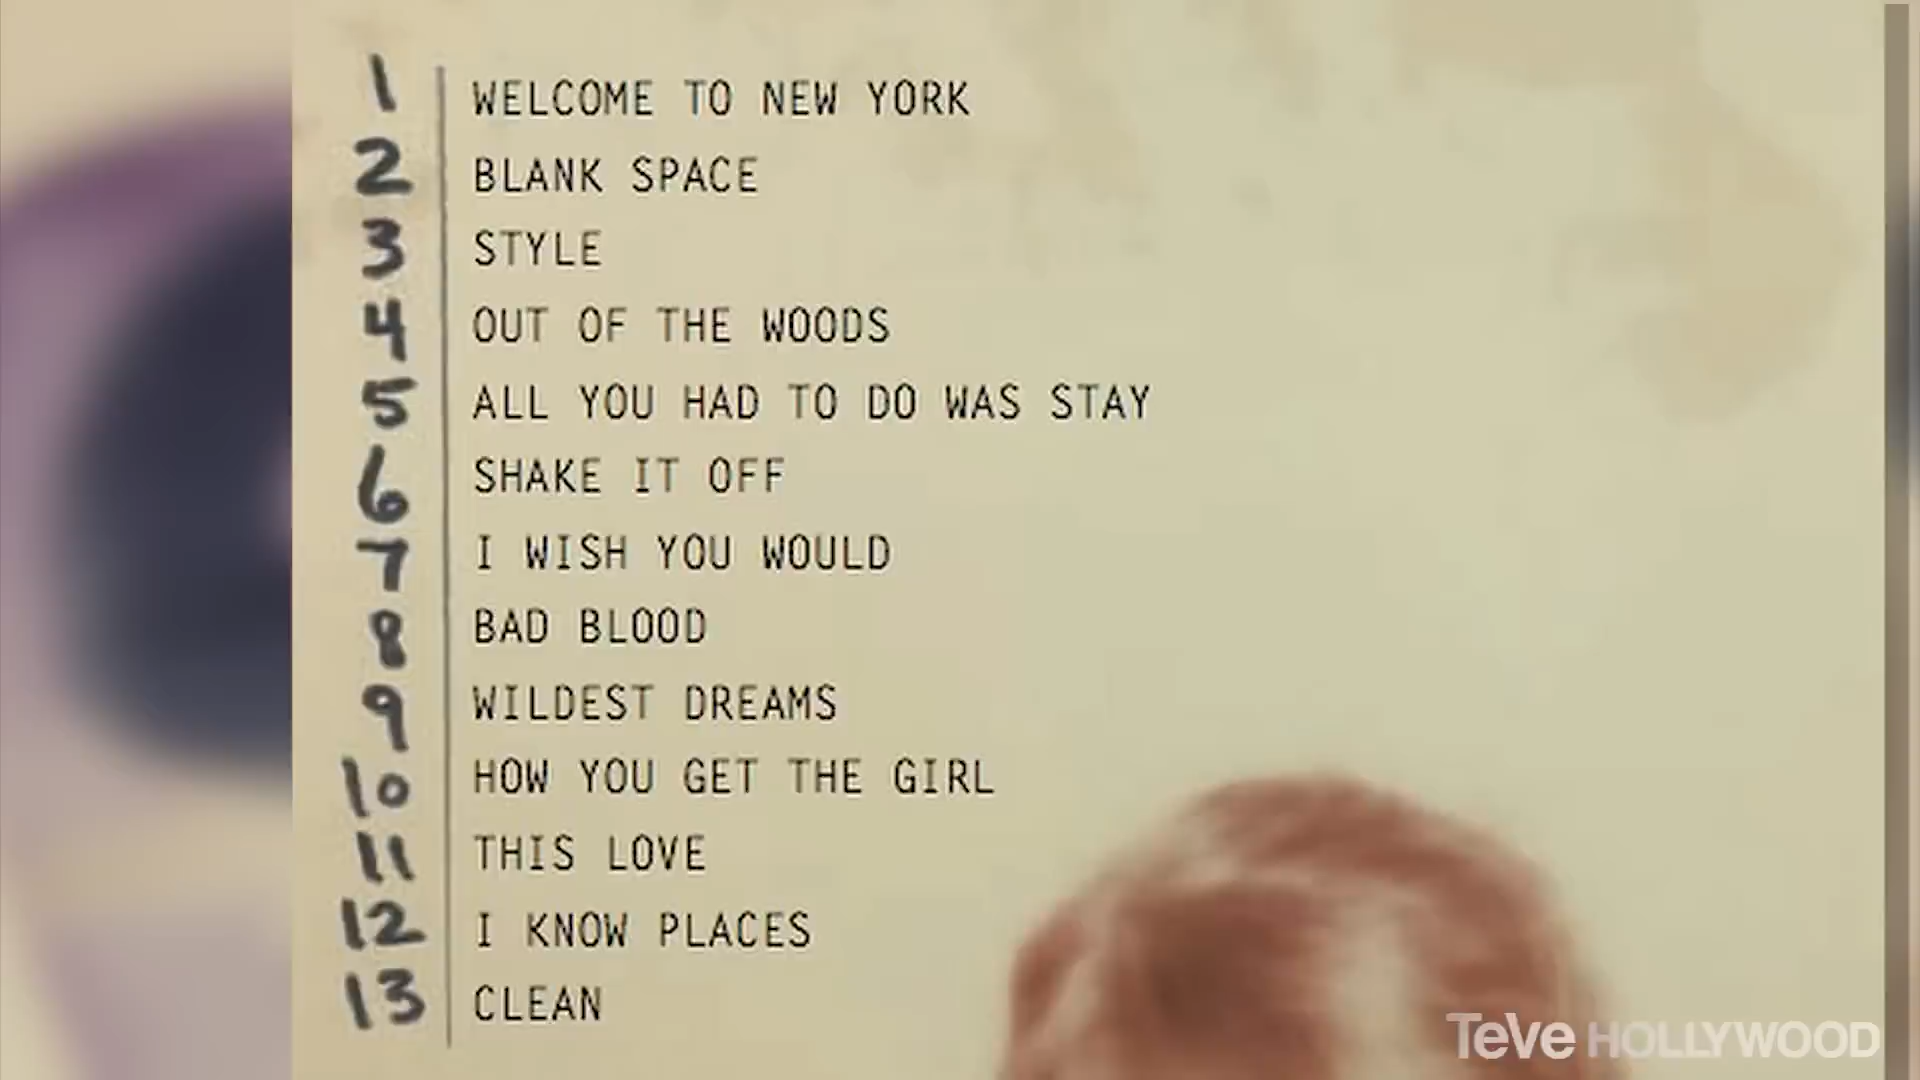 1 WELCOME TO NEW YORK
2 BLANK SPACE
3 STYLE
4 OUT OF THE WOODS
5 ALL YOU HAD TO DO WAS STAY
6 SHAKE IT OFF
7 I WISH YOU WOULD
8 BAD BLOOD
9 WILDEST DREAMS
10 HOW YOU GET THE GIRL
11 THIS LOVE
12 I KNOW PLACES
13 CLEAN
TeVe HOLLYWOOD